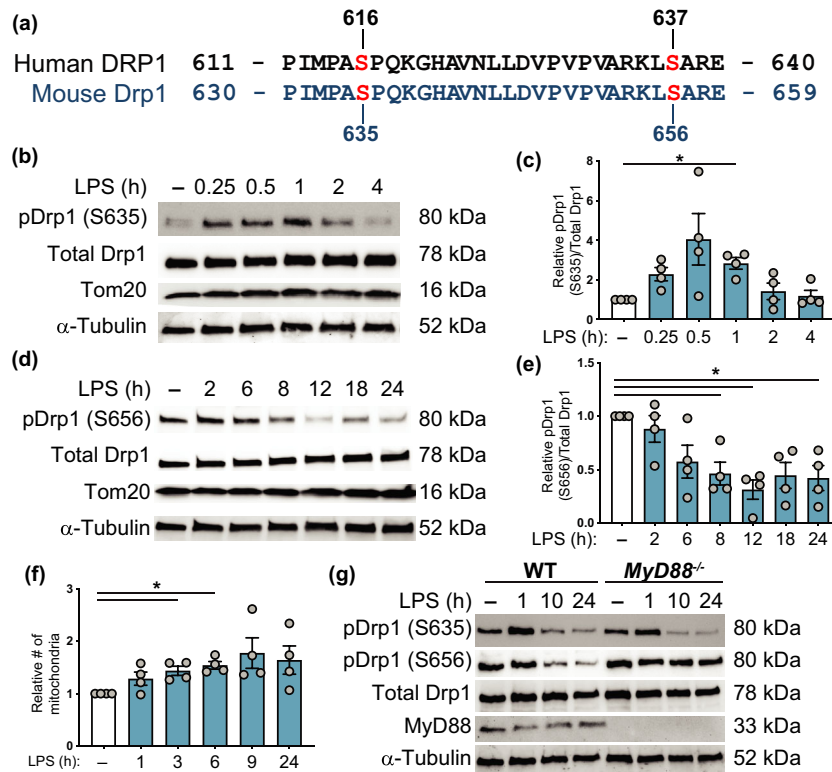 (a)
616 637
Human DRP1 611 – PIMPASPQKGHAVNLLDVPVPVARKLSARE – 640
Mouse Drp1 630 – PIMPASPQKGHAVNLLDVPVPVARKLSARE – 659
635 656
(b)
LPS (h) – 0.25 0.5 1 2 4
pDrp1 (S635) 80 kDa
Total Drp1 78 kDa
Tom20 16 kDa
α-Tubulin 52 kDa
(c)
Relative pDrp1
(S635)/Total Drp1
12
8
4
0
*
LPS (h): – 0.25 0.5 1 2 4
(d)
LPS (h) – 2 6 8 12 18 24
pDrp1 (S656) 80 kDa
Total Drp1 78 kDa
Tom20 16 kDa
α-Tubulin 52 kDa
(e)
Relative pDrp1
(S656)/Total Drp1
1.5
1.0
0.5
0.0
*
LPS (h): – 2 6 8 12 18 24
(f)
Relative # of
mitochondria
3
2
1
0
*
LPS (h): – 1 3 6 9 24
(g)
WT MyD88-/-
LPS (h) – 1 10 24 – 1 10 24
pDrp1 (S635) 80 kDa
pDrp1 (S656) 80 kDa
Total Drp1 78 kDa
MyD88 33 kDa
α-Tubulin 52 kDa